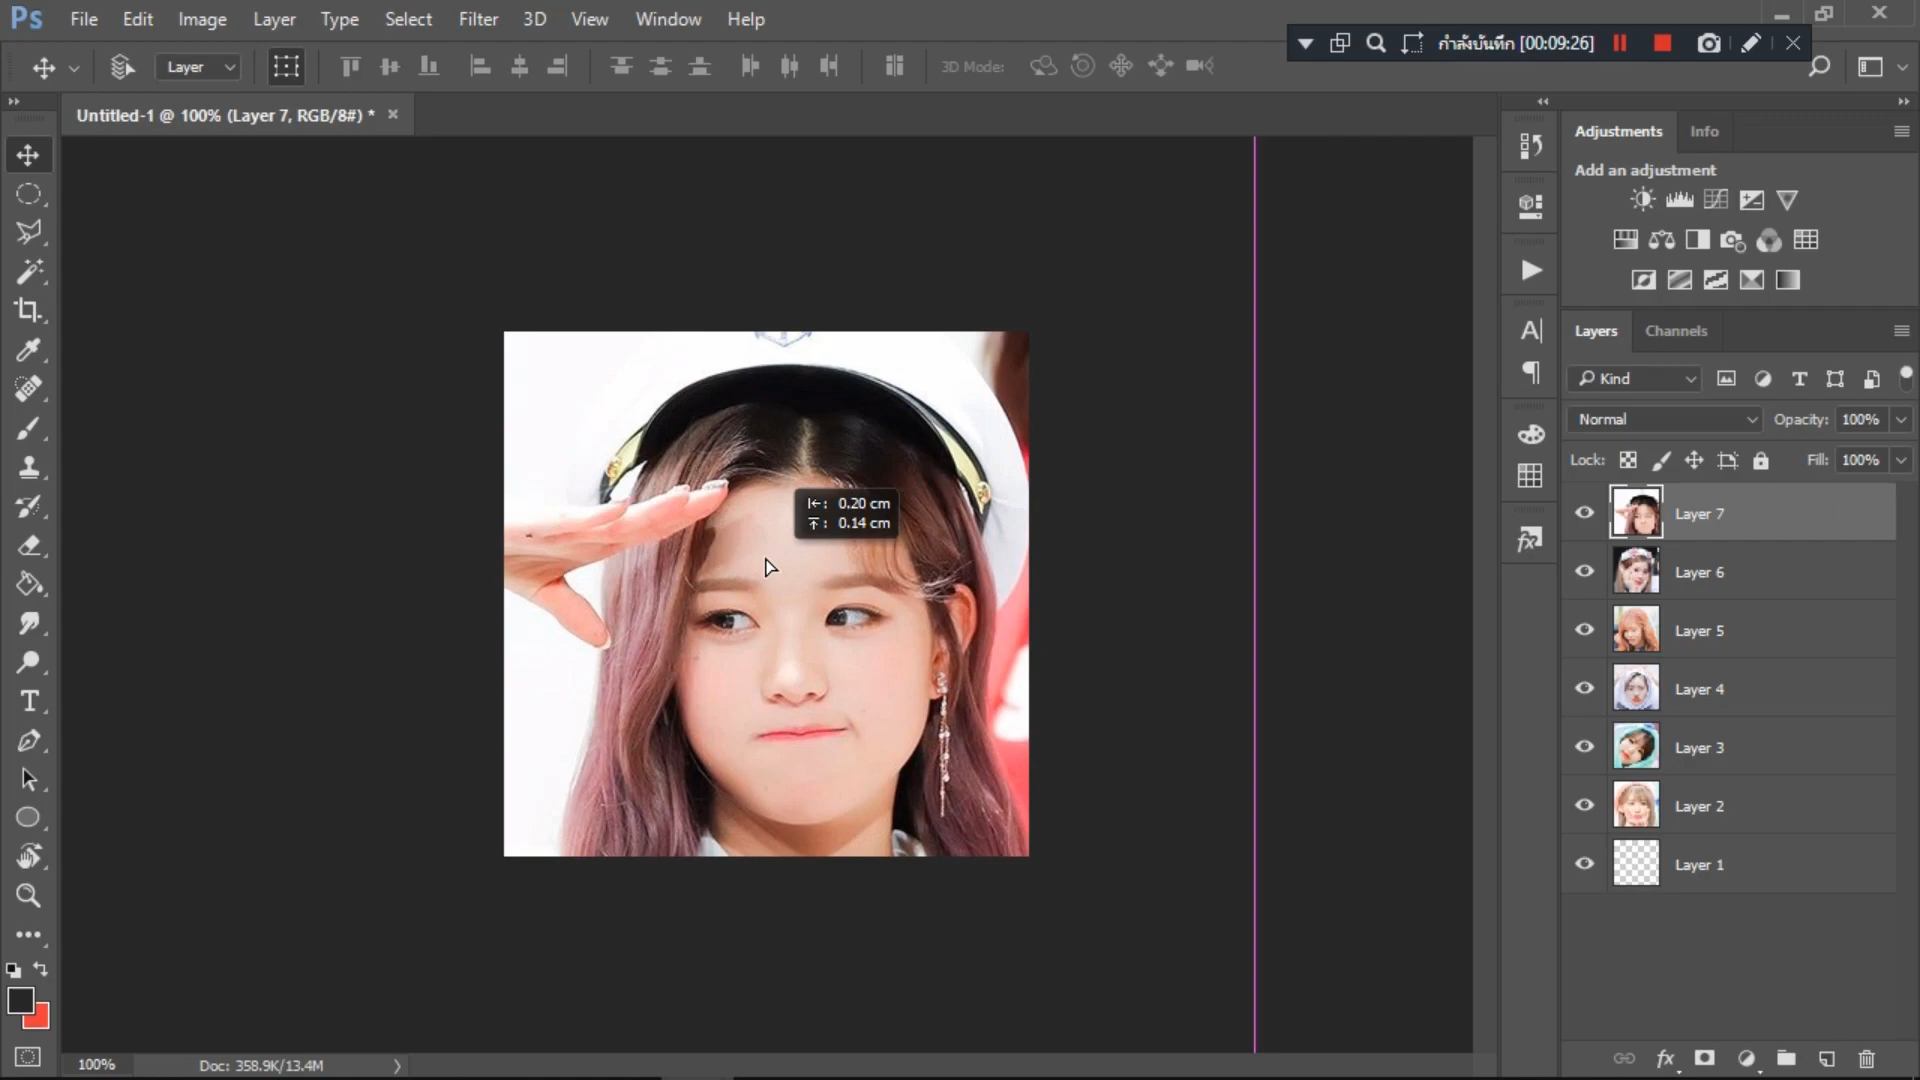 Ps File Edit Image Layer Type Select Filter 3D View Window Help
กำลังบันทึก [00:09:26]
Layer 3D Mode:
Untitled-1 @ 100% (Layer 7, RGB/8#) *
Adjustments Info
Add an adjustment
Layers Channels
Kind
Normal Opacity: 100%
Lock: Fill: 100%
0.20 cm
0.14 cm
Layer 7
Layer 6
Layer 5
Layer 4
Layer 3
Layer 2
Layer 1
100% Doc: 358.9K/13.4M